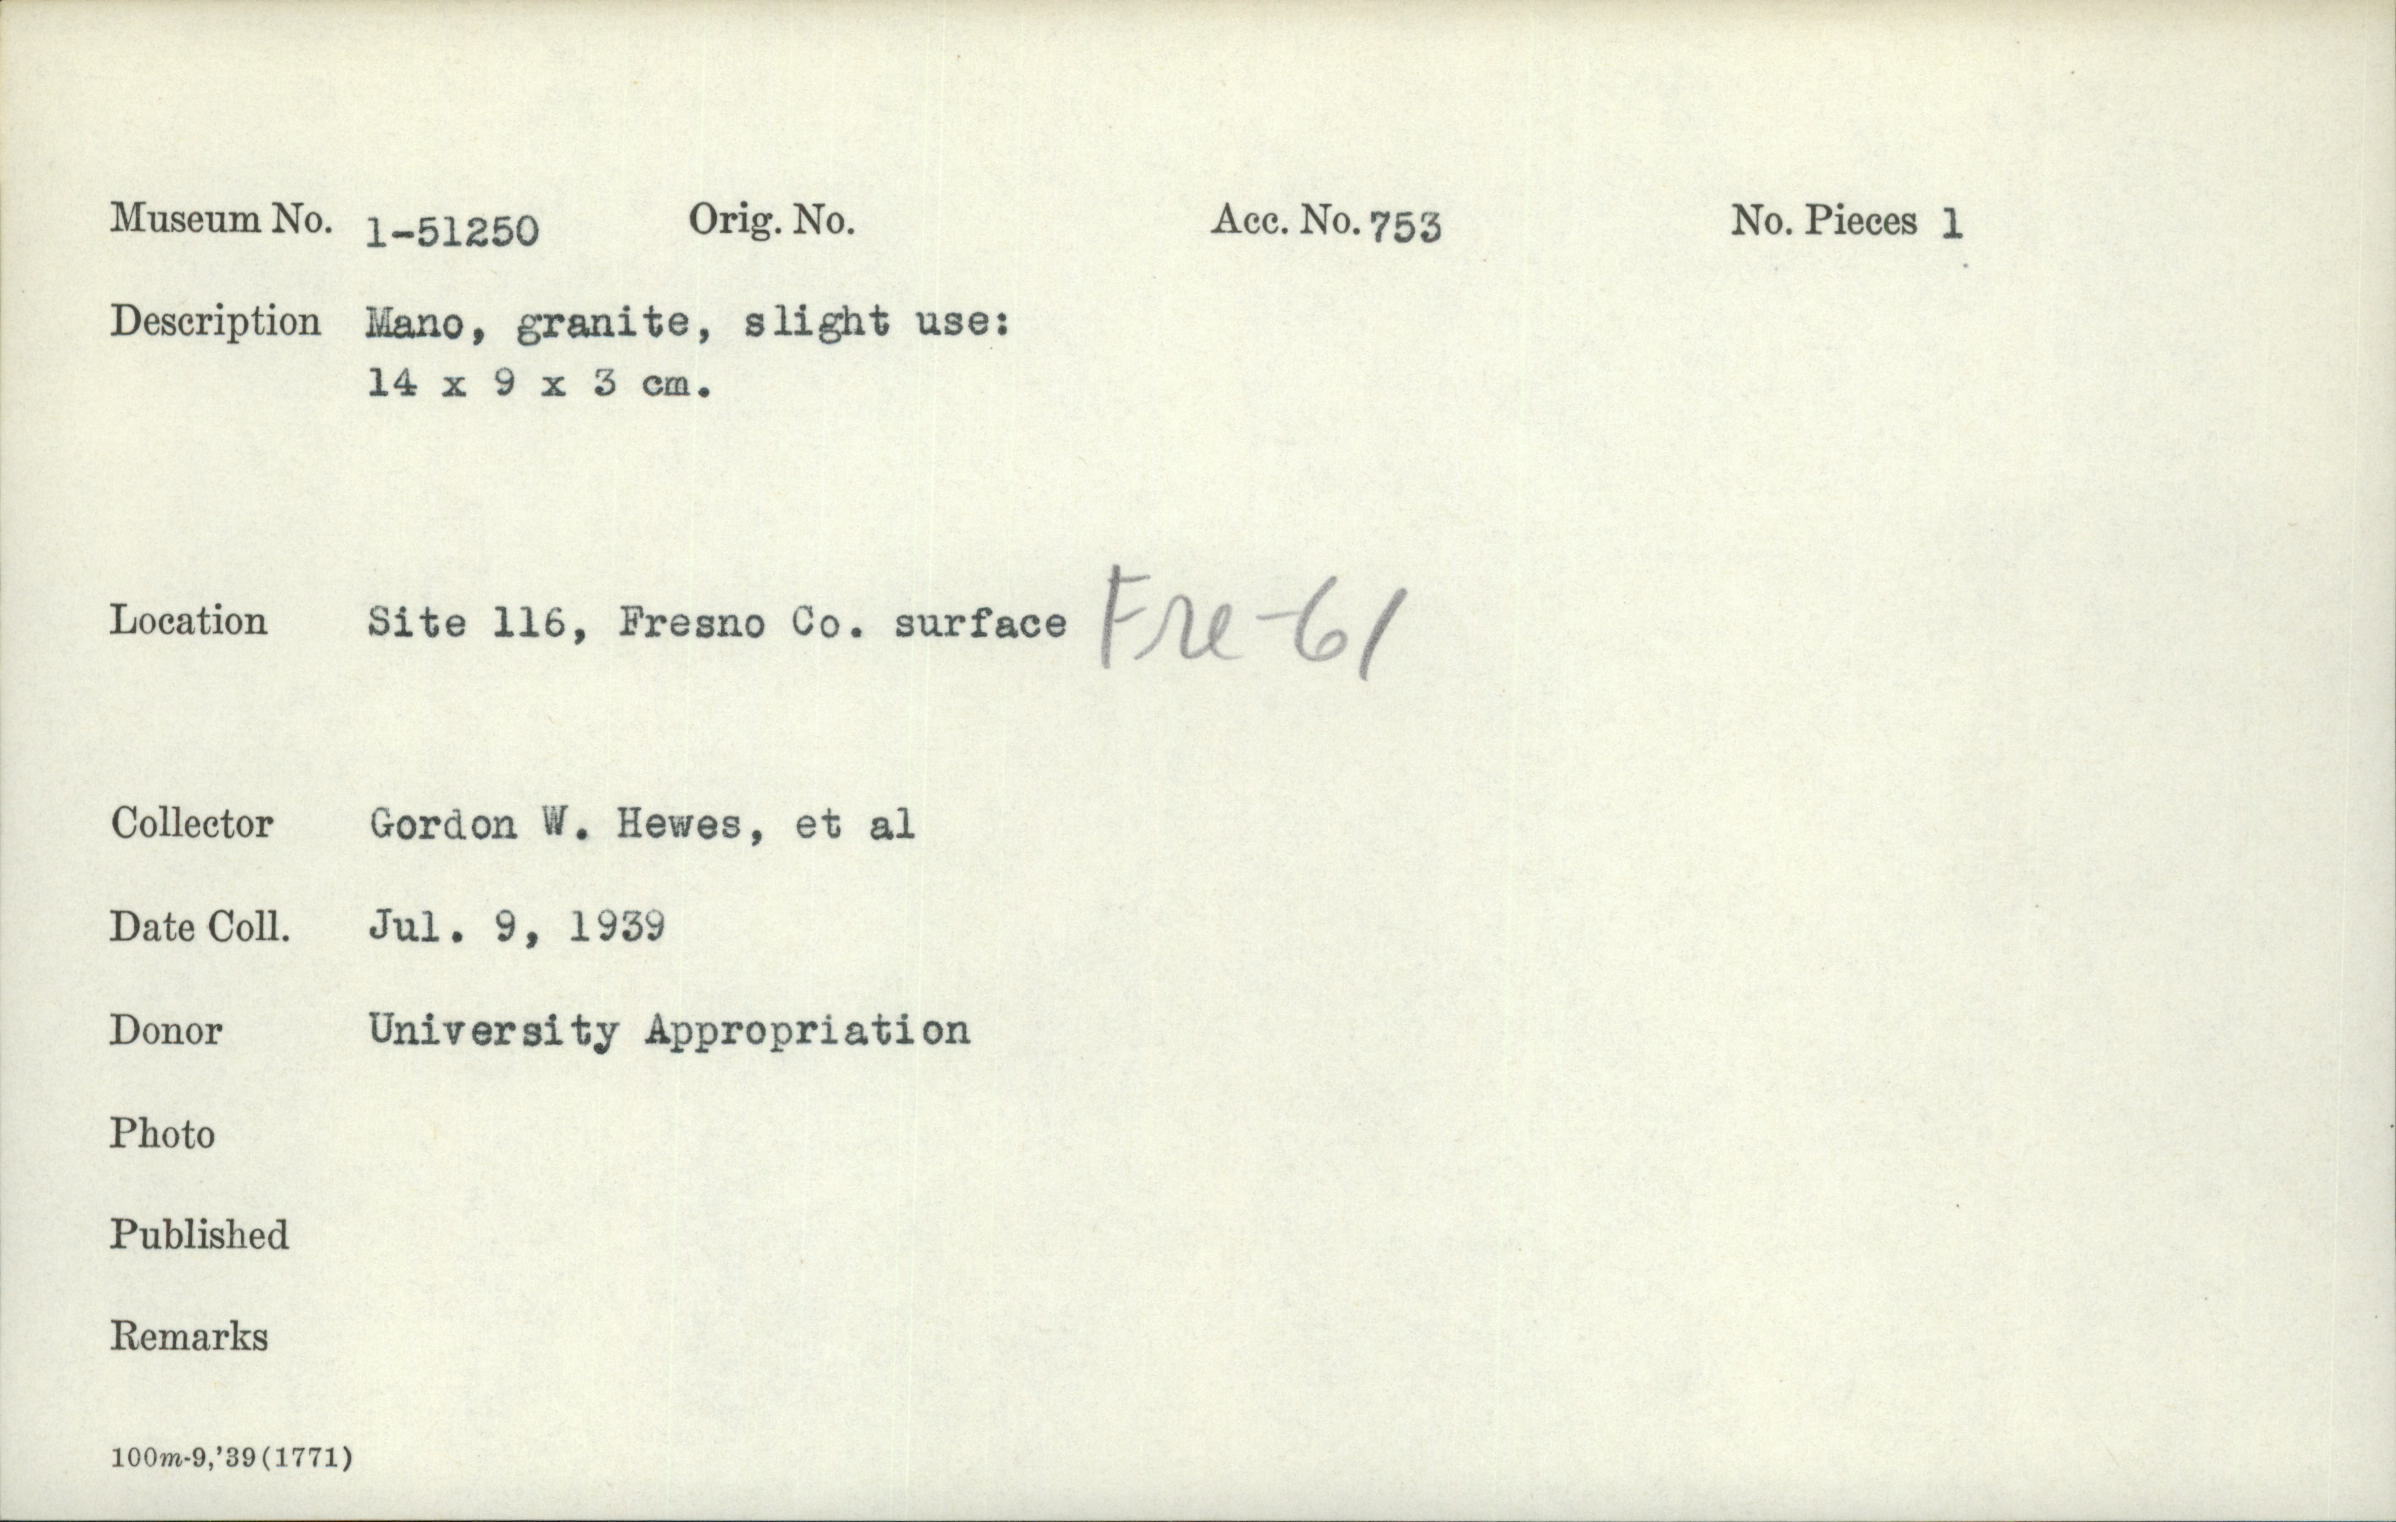 Museum No. 1-51250 Orig. No. Acc. No. 753 No. Pieces 1
Description Mano, granite, slight use:
14 x 9 x 3 cm.
Location Site 116, Fresno Co. surface Fre-61
Collector Gordon W. Hewes, et al
Date Coll. Jul. 9, 1939
Donor University Appropriation
Photo
Published
Remarks
100m-9,'39(1771)